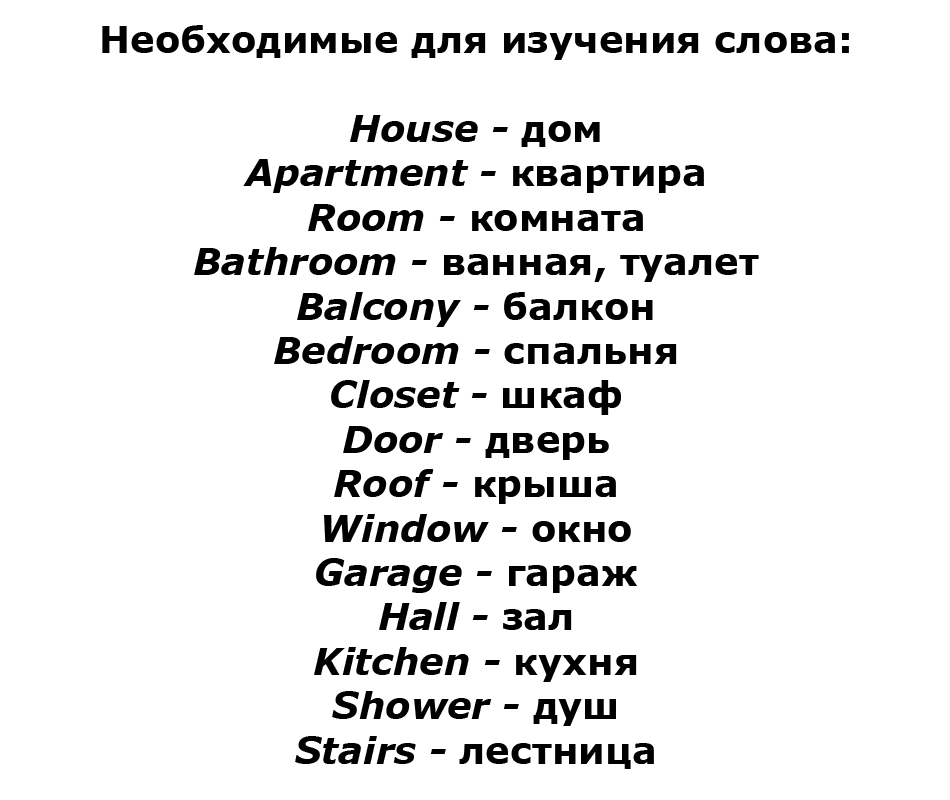 Необходимые для изучения слова:
House - дом
Apartment - квартира
Room - комната
Bathroom - ванная, туалет
Balcony - балкон
Bedroom - спальня
Closet - шкаф
Door - дверь
Roof - крыша
Window - окно
Garage - гараж
Hall - зал
Kitchen - кухня
Shower - душ
Stairs - лестница